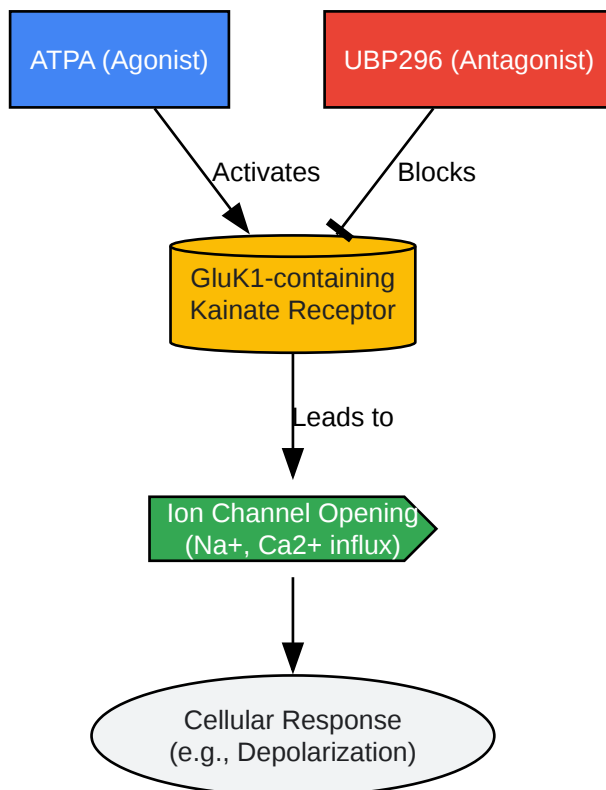 ATPA (Agonist)
UBP296 (Antagonist)
Activates
Blocks
GluK1-containing
Kainate Receptor
Leads to
Ion Channel Opening
(Na+, Ca2+ influx)
Cellular Response
(e.g., Depolarization)